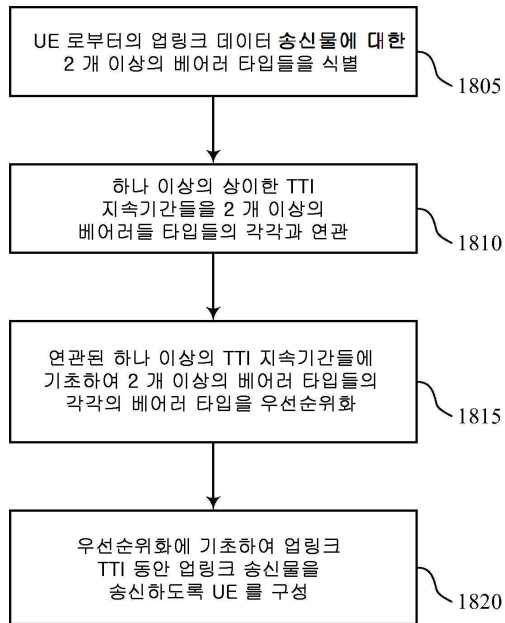 UE 로부터의 업링크 데이터 송신물에 대한
2 개 이상의 베어러 타입들을 식별
1805
하나 이상의 상이한 TTI
지속기간들을 2 개 이상의
베어러들 타입들의 각각과 연관
1810
연관된 하나 이상의 TTI 지속기간들에
기초하여 2 개 이상의 베어러 타입들의
각각의 베어러 타입을 우선순위화
1815
우선순위화에 기초하여 업링크
TTI 동안 업링크 송신물을
송신하도록 UE 를 구성
1820